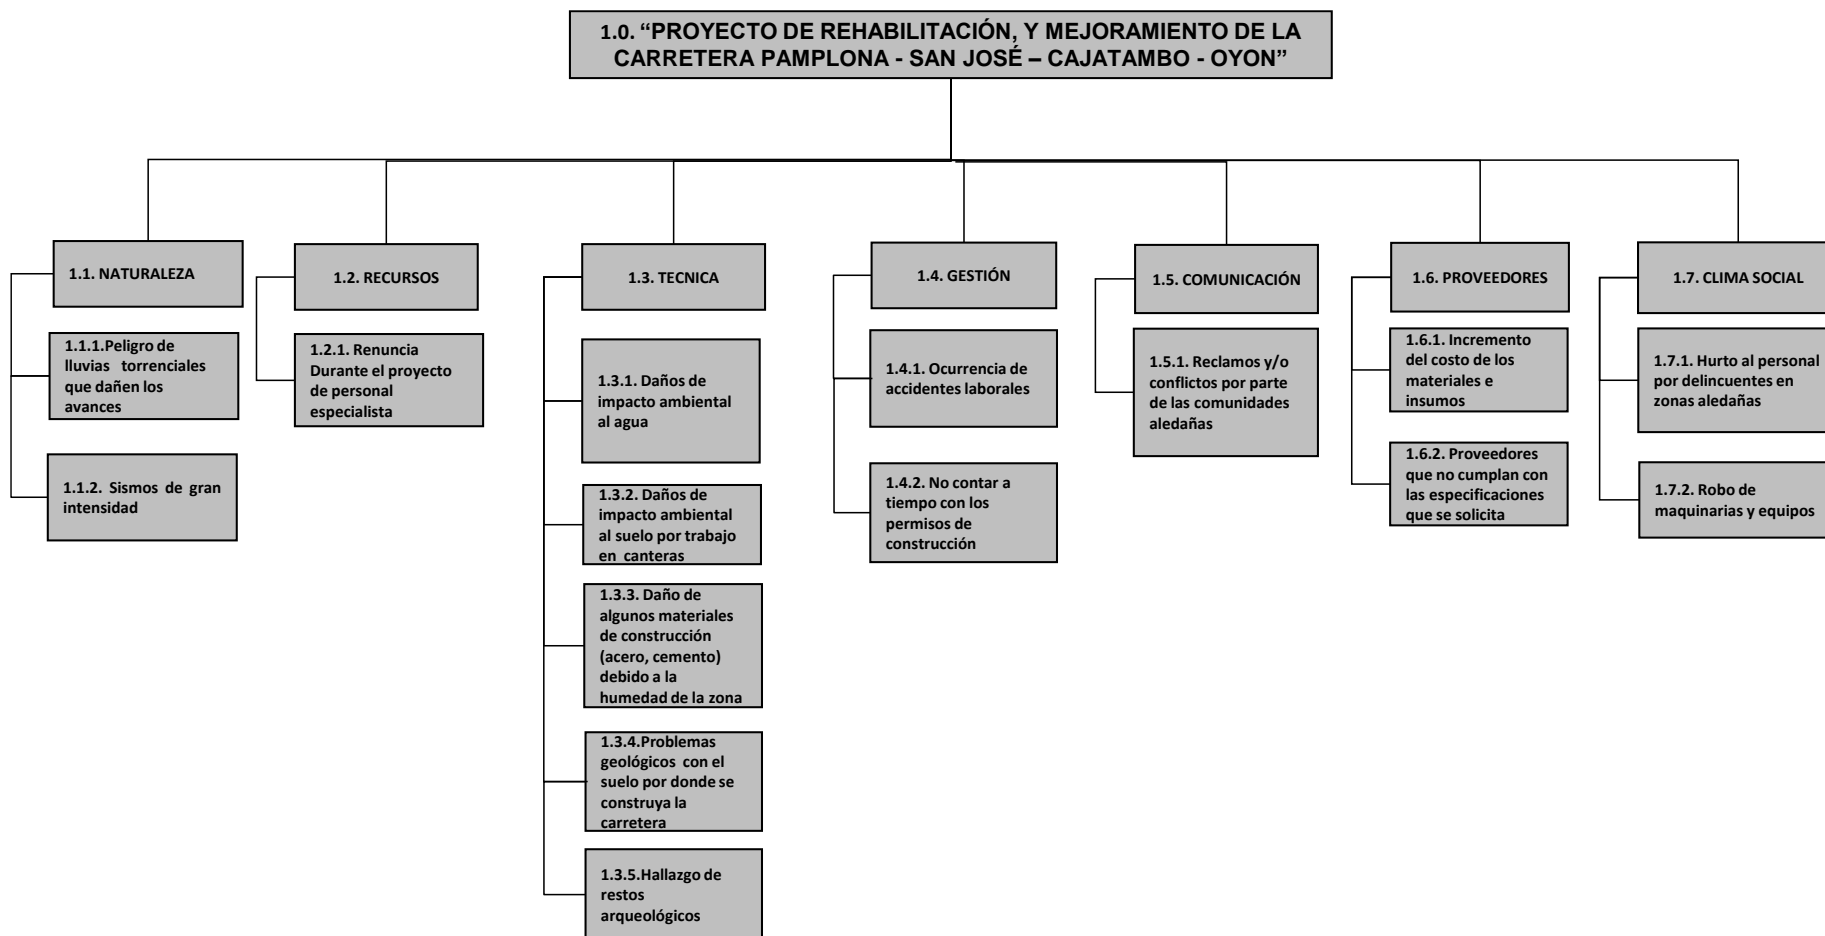 1.0. “PROYECTO DE REHABILITACIÓN, Y MEJORAMIENTO DE LA
CARRETERA PAMPLONA - SAN JOSÉ – CAJATAMBO - OYON”
1.1. NATURALEZA
1.1.1.Peligro de
lluvias torrenciales
que dañen los
avances
1.1.2. Sismos de gran
intensidad
1.2. RECURSOS
1.2.1. Renuncia
Durante el proyecto
de personal
especialista
1.3. TECNICA
1.3.1. Daños de
impacto ambiental
al agua
1.3.2. Daños de
impacto ambiental
al suelo por trabajo
en canteras
1.3.3. Daño de
algunos materiales
de construcción
(acero, cemento)
debido a la
humedad de la zona
1.3.4.Problemas
geológicos con el
suelo por donde se
construya la
carretera
1.3.5.Hallazgo de
restos
arqueológicos
1.4. GESTIÓN
1.4.1. Ocurrencia de
accidentes laborales
1.4.2. No contar a
tiempo con los
permisos de
construcción
1.5. COMUNICACIÓN
1.5.1. Reclamos y/o
conflictos por parte
de las comunidades
aledañas
1.6. PROVEEDORES
1.6.1. Incremento
del costo de los
materiales e
insumos
1.6.2. Proveedores
que no cumplan con
las especificaciones
que se solicita
1.7. CLIMA SOCIAL
1.7.1. Hurto al personal
por delincuentes en
zonas aledañas
1.7.2. Robo de
maquinarias y equipos